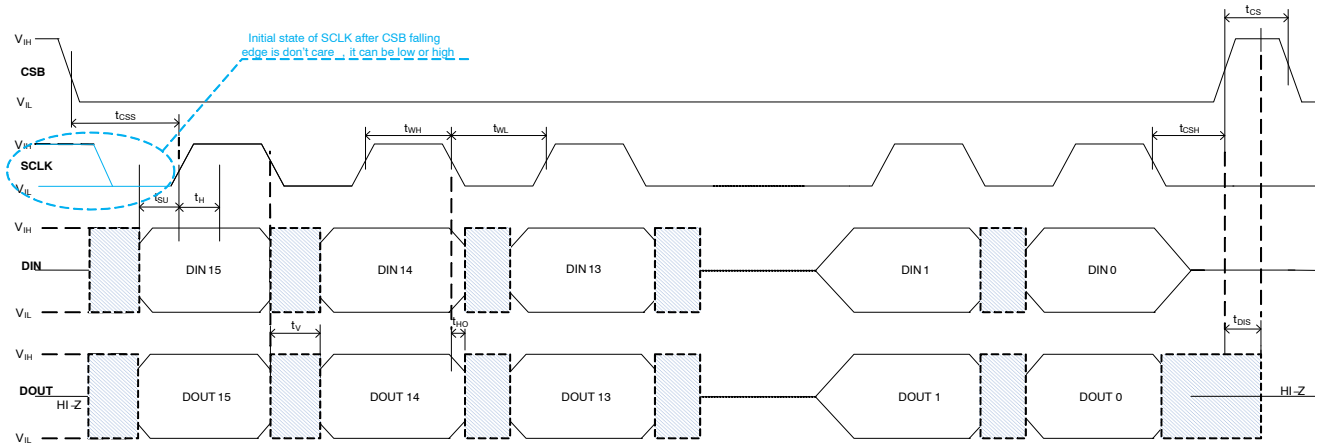 tCS
Initial state of SCLK after CSB falling
edge is don't care , it can be low or high
VIH
CSB
VIL
tCSS
tWH
tWL
tCSH
VIH
SCLK
VIL
tSU
tH
VIH
DIN
VIL
DIN 15
DIN 14
DIN 13
DIN 1
DIN 0
tV
tHO
tDIS
VIH
DOUT
HI-Z
VIL
DOUT 15
DOUT 14
DOUT 13
DOUT 1
DOUT 0
HI-Z